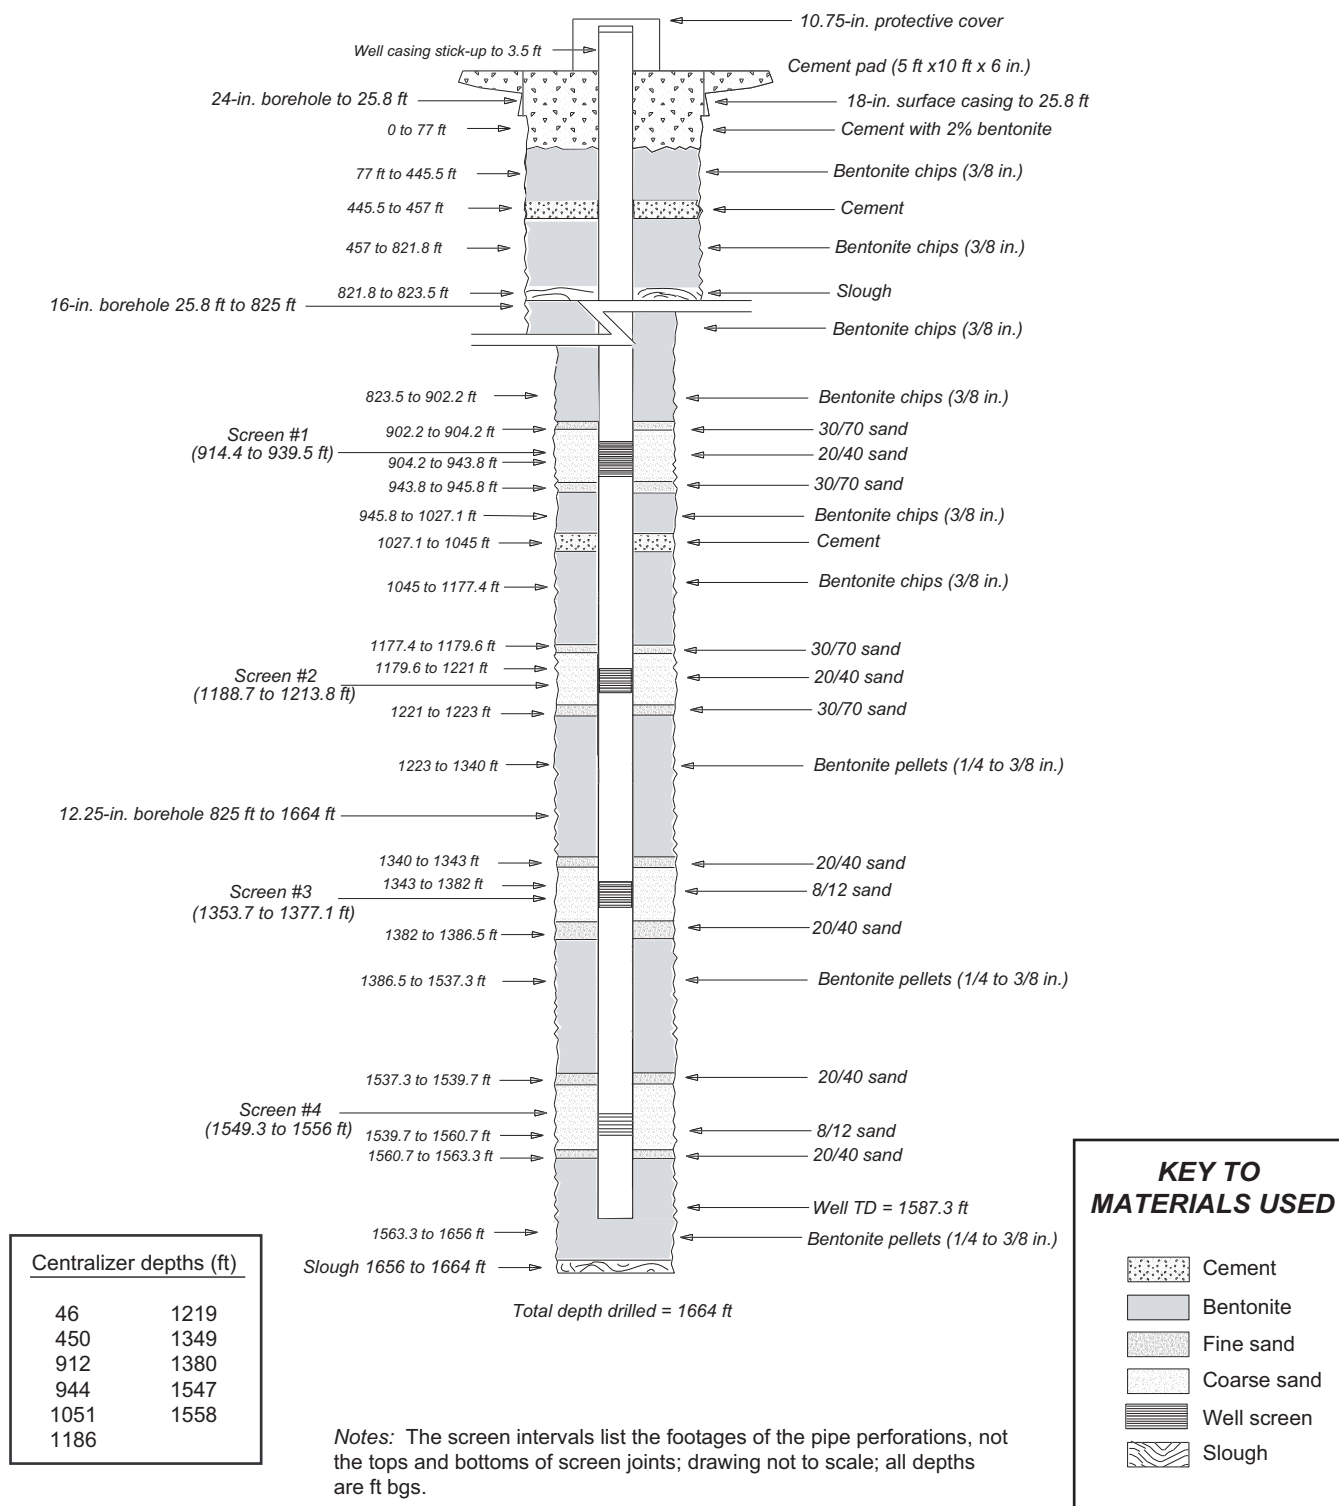 10.75-in. protective cover
Well casing stick-up to 3.5 ft
Cement pad (5 ft x10 ft x 6 in.)
24-in. borehole to 25.8 ft
18-in. surface casing to 25.8 ft
0 to 77 ft
Cement with 2% bentonite
77 ft to 445.5 ft
Bentonite chips (3/8 in.)
445.5 to 457 ft
Cement
457 to 821.8 ft
Bentonite chips (3/8 in.)
821.8 to 823.5 ft
Slough
16-in. borehole 25.8 ft to 825 ft
Bentonite chips (3/8 in.)
823.5 to 902.2 ft
Bentonite chips (3/8 in.)
902.2 to 904.2 ft
30/70 sand
Screen #1
(914.4 to 939.5 ft)
20/40 sand
904.2 to 943.8 ft
943.8 to 945.8 ft
30/70 sand
945.8 to 1027.1 ft
Bentonite chips (3/8 in.)
1027.1 to 1045 ft
Cement
1045 to 1177.4 ft
Bentonite chips (3/8 in.)
1177.4 to 1179.6 ft
30/70 sand
1179.6 to 1221 ft
Screen #2
(1188.7 to 1213.8 ft)
20/40 sand
1221 to 1223 ft
30/70 sand
1223 to 1340 ft
Bentonite pellets (1/4 to 3/8 in.)
12.25-in. borehole 825 ft to 1664 ft
1340 to 1343 ft
20/40 sand
1343 to 1382 ft
8/12 sand
Screen #3
(1353.7 to 1377.1 ft)
1382 to 1386.5 ft
20/40 sand
1386.5 to 1537.3 ft
Bentonite pellets (1/4 to 3/8 in.)
1537.3 to 1539.7 ft
20/40 sand
Screen #4
(1549.3 to 1556 ft)
1539.7 to 1560.7 ft
8/12 sand
1560.7 to 1563.3 ft
20/40 sand
Well TD = 1587.3 ft
1563.3 to 1656 ft
Bentonite pellets (1/4 to 3/8 in.)
Slough 1656 to 1664 ft
Total depth drilled = 1664 ft
Centralizer depths (ft)
46 1219
450 1349
912 1380
944 1547
1051 1558
1186
Notes: The screen intervals list the footages of the pipe perforations, not
the tops and bottoms of screen joints; drawing not to scale; all depths
are ft bgs.
KEY TO
MATERIALS USED
Cement
Bentonite
Fine sand
Coarse sand
Well screen
Slough